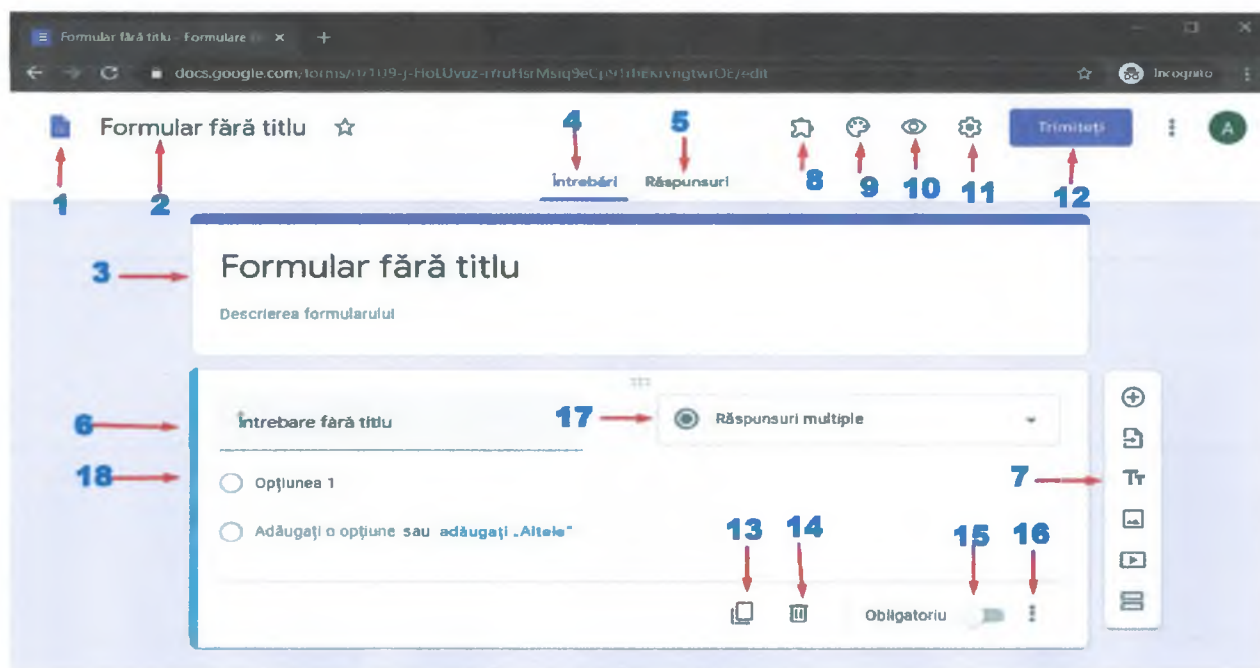 Formular fără titlu - Formulare
docs.google.com/forms/
Incognito
Formular fără titlu
4
5
Trimiteți
A
Întrebări
Răspunsuri
1
2
8
9
10
11
12
3
Formular fără titlu
Descrierea formularului
6
Întrebare fără titlu
17
Răspunsuri multiple
18
Opțiunea 1
7
Tт
Adăugați o opțiune sau adăugați „Altele"
13
14
15
16
Obligatoriu